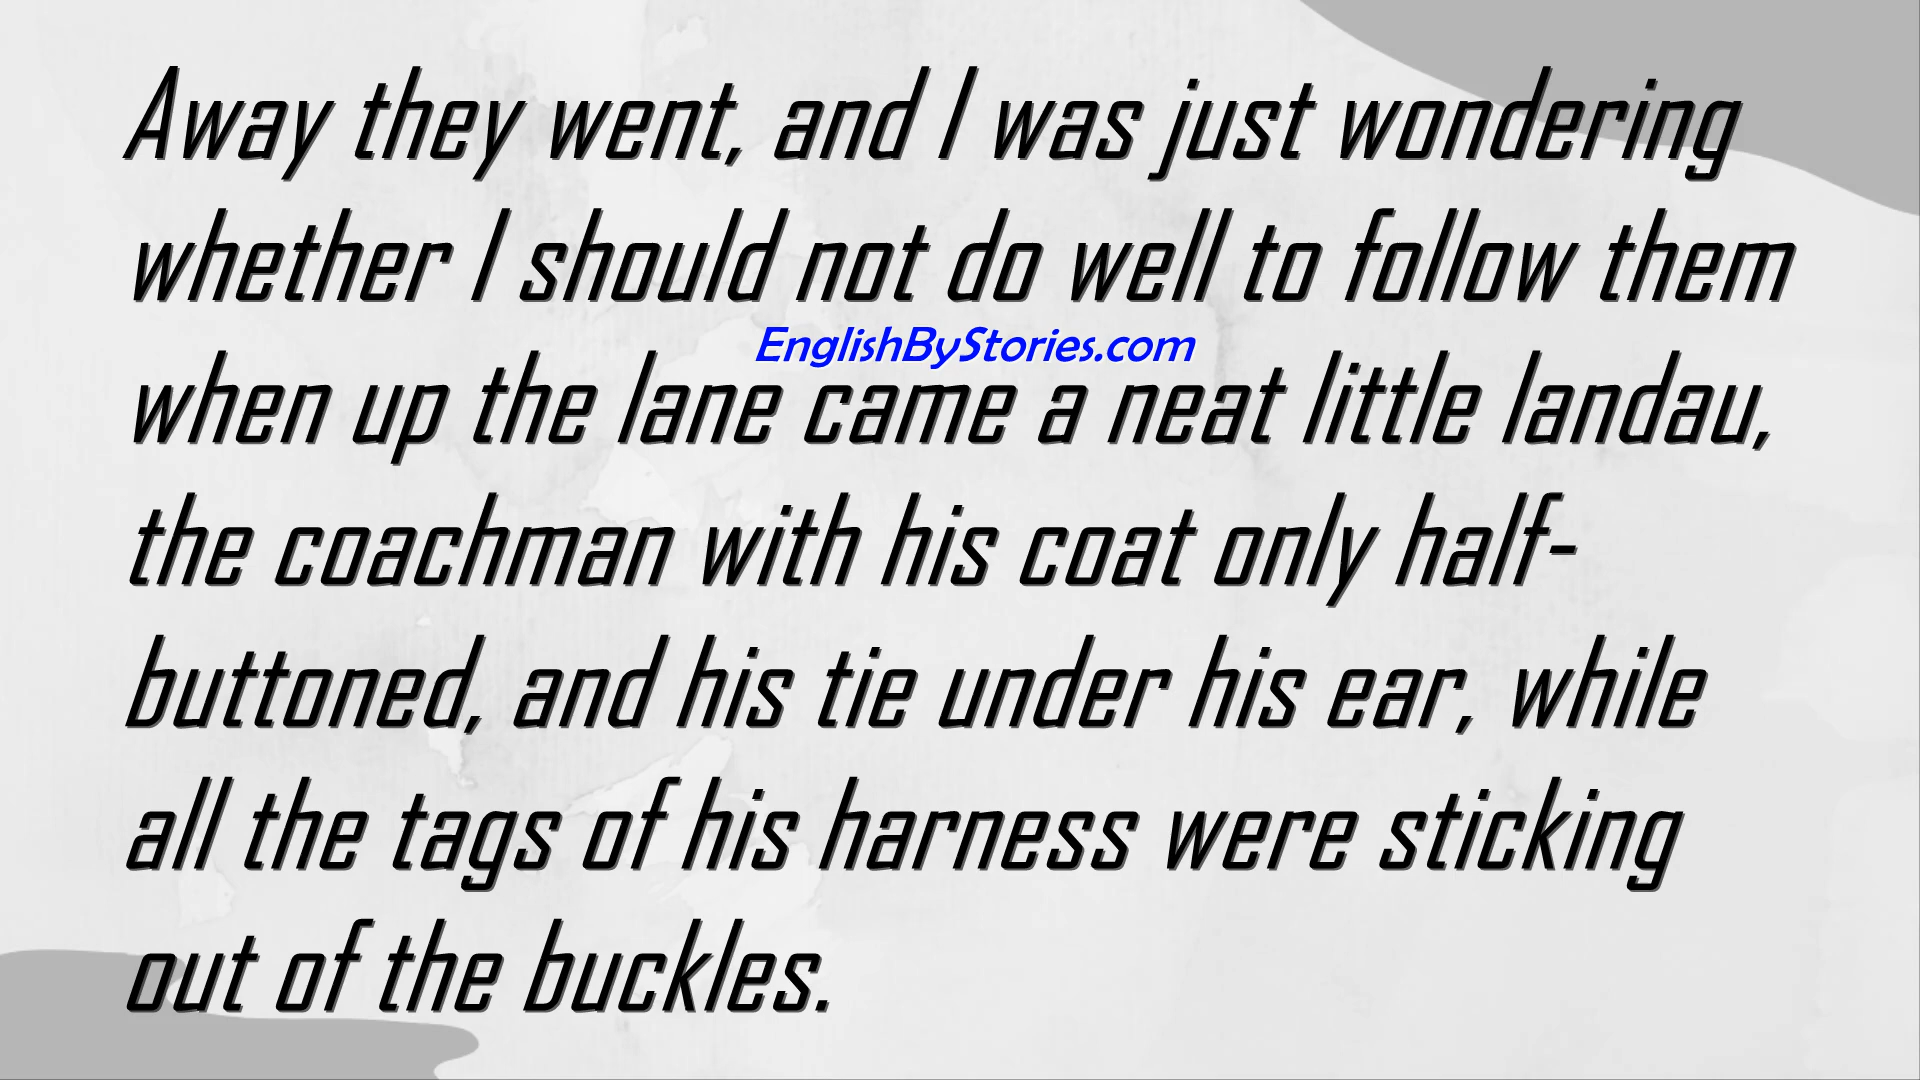 Away they went, and I was just wondering
whether I should not do well to follow them
EnglishByStories.com
when up the lane came a neat little landau,
the coachman with his coat only half-
buttoned, and his tie under his ear, while
all the tags of his harness were sticking
out of the buckles.